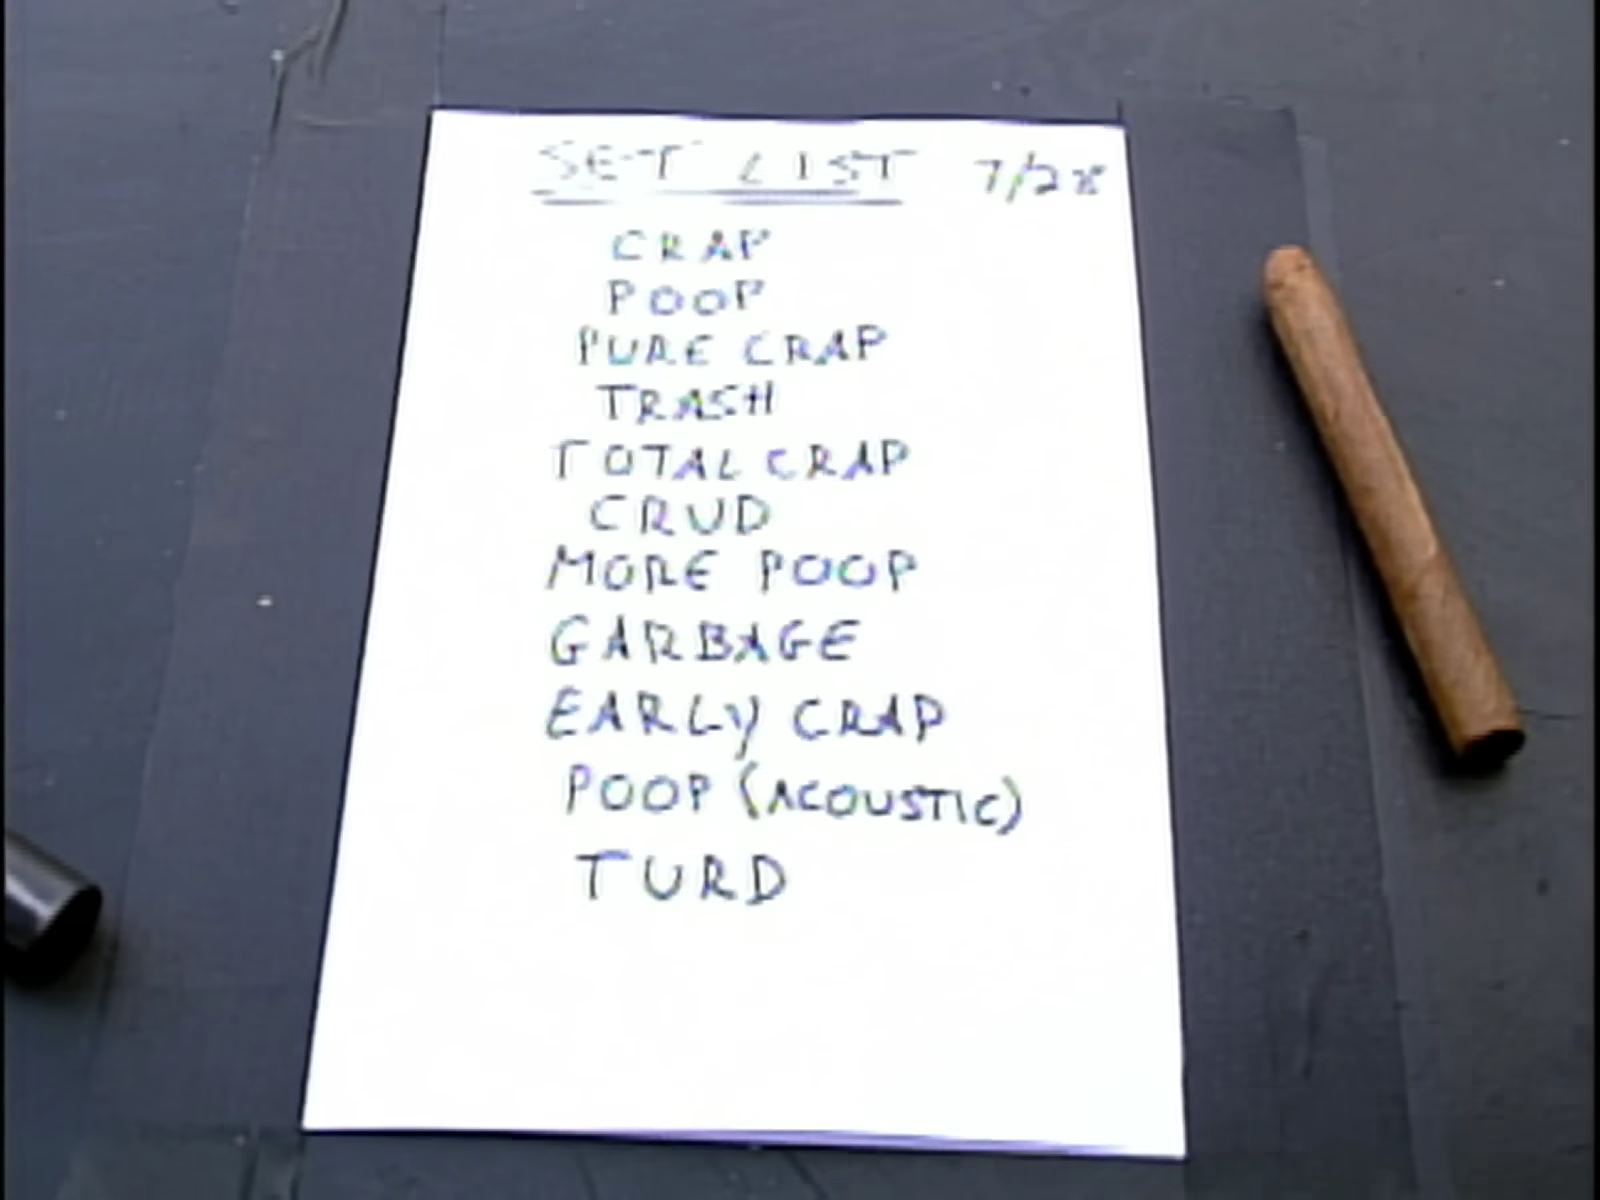 SET LIST 7/28
CRAP
POOP
PURE CRAP
TRASH
TOTAL CRAP
CRUD
MORE POOP
GARBAGE
EARLY CRAP
POOP (ACOUSTIC)
TURD